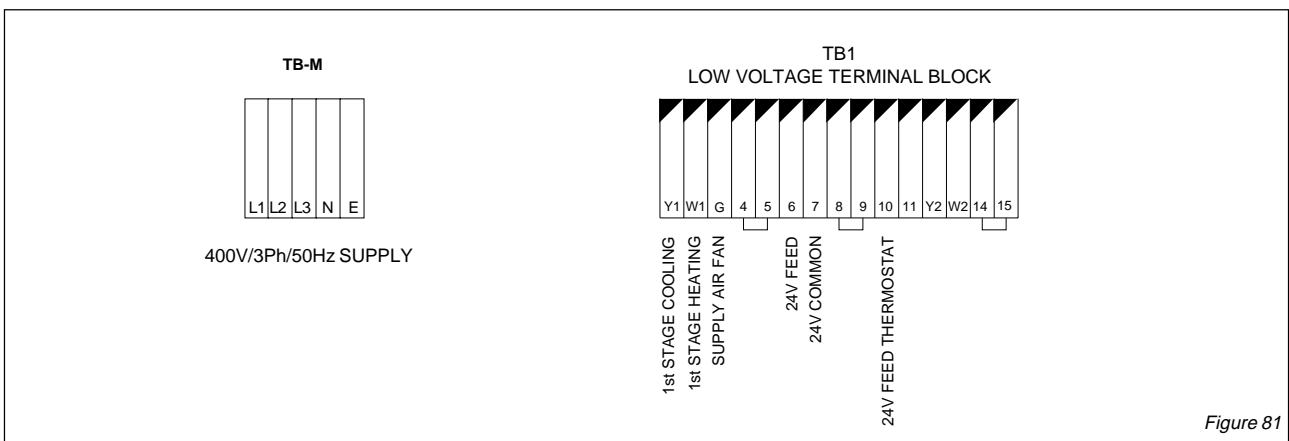 TB-M
L1 L2 L3 N E
400V/3Ph/50Hz SUPPLY
TB1
LOW VOLTAGE TERMINAL BLOCK
Y1 W1 G 4 5 6 7 8 9 10 11 Y2 W2 14 15
1st STAGE COOLING
1st STAGE HEATING
SUPPLY AIR FAN
24V FEED
24V COMMON
24V FEED THERMOSTAT
Figure 81